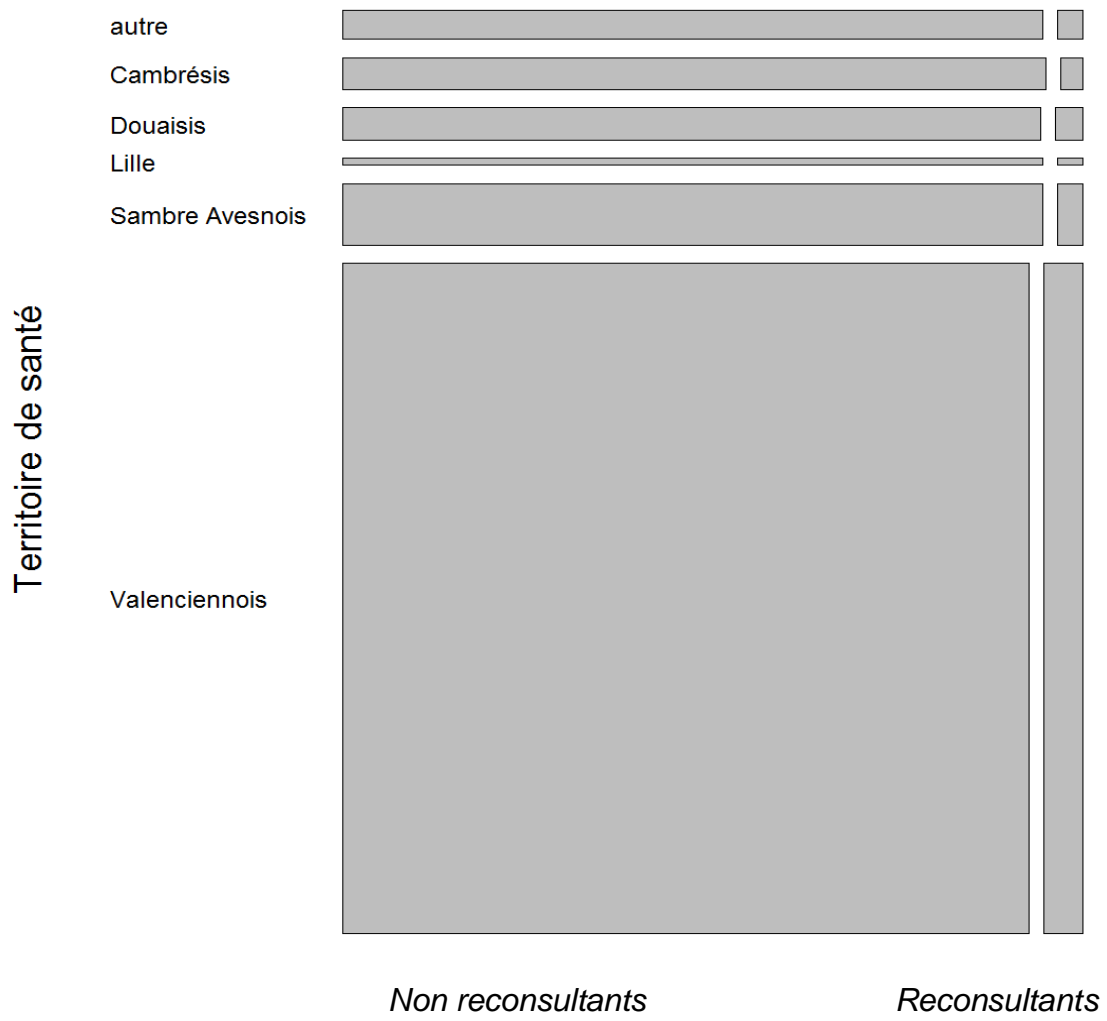 autre
Cambrésis
Douaisis
Lille
Sambre Avesnois
Territoire de santé
Valenciennois
Non reconsultants
Reconsultants